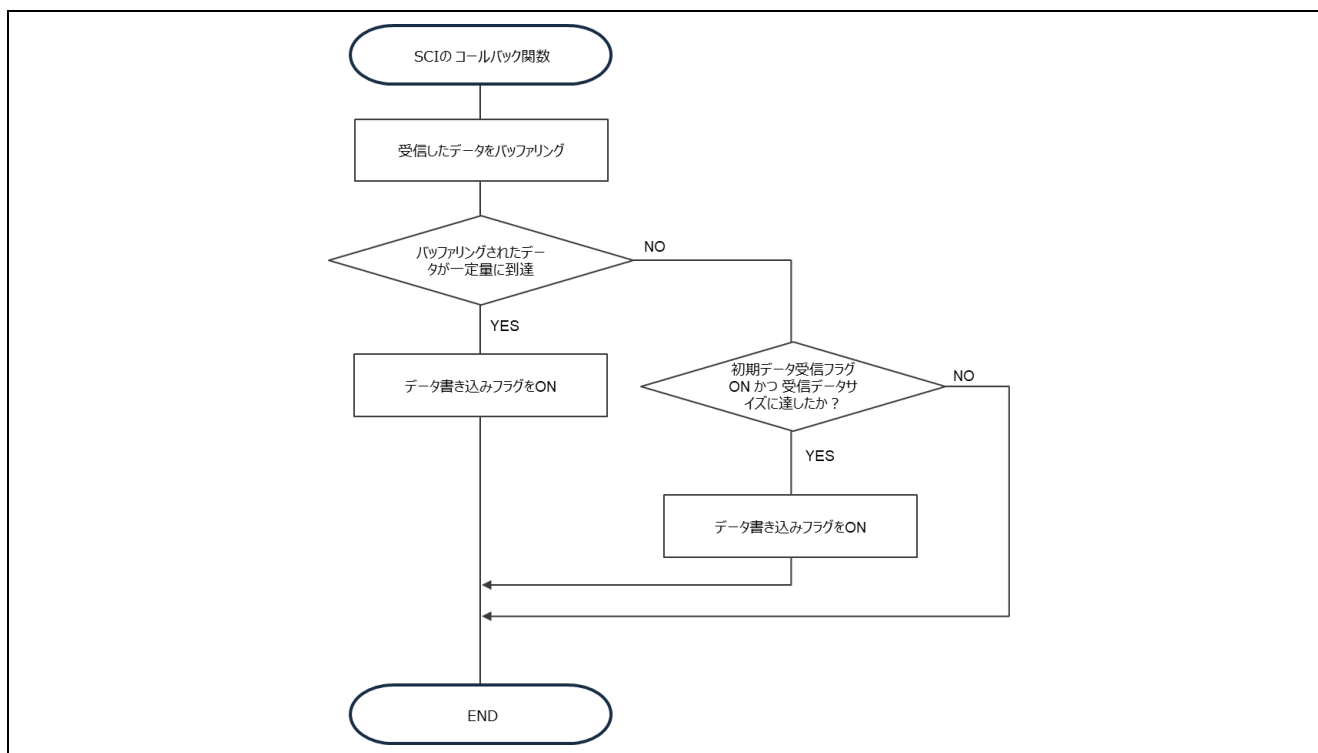 SCIの コールバック関数
受信したデータをバッファリング
バッファリングされたデー
タが一定量に到達
NO
YES
データ書き込みフラグをON
初期データ受信フラグ
ON かつ 受信データサ
イズに達したか？
NO
YES
データ書き込みフラグをON
END